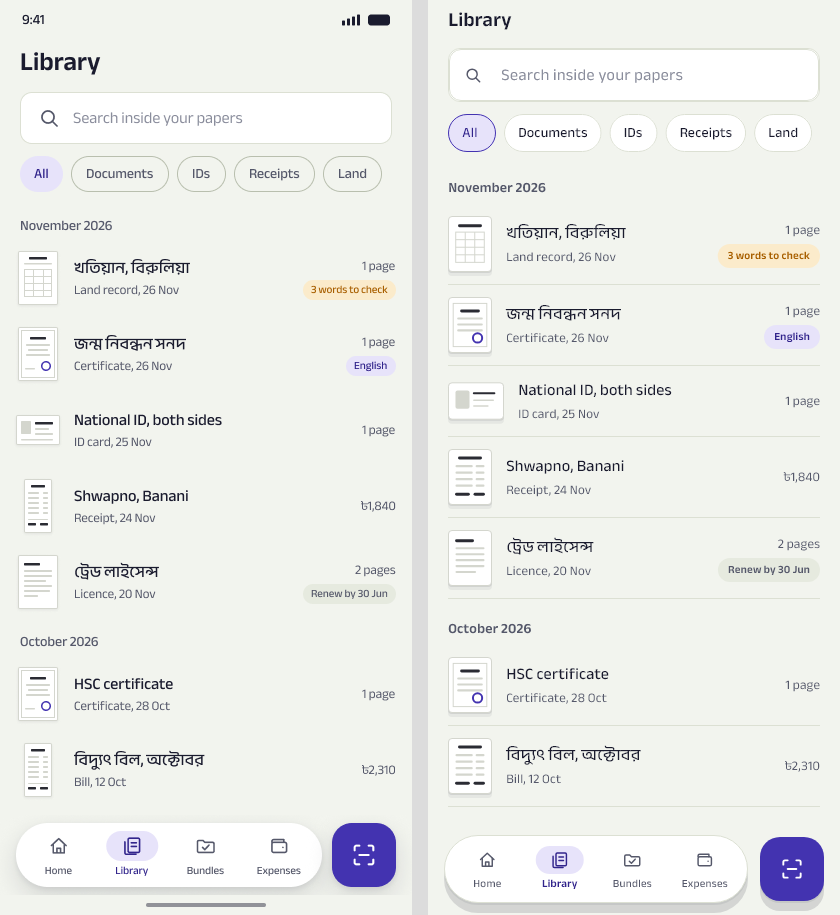 9:41
Library
Search inside your papers
All
Documents
IDs
Receipts
Land
November 2026
খতিয়ান, বিরুলিয়া
1 page
Land record, 26 Nov
3 words to check
জন্ম নিবন্ধন সনদ
1 page
Certificate, 26 Nov
English
National ID, both sides
1 page
ID card, 25 Nov
Shwapno, Banani
৳1,840
Receipt, 24 Nov
ট্রেড লাইসেন্স
2 pages
Licence, 20 Nov
Renew by 30 Jun
October 2026
HSC certificate
1 page
Certificate, 28 Oct
বিদ্যুৎ বিল, অক্টোবর
৳2,310
Bill, 12 Oct
Home
Library
Bundles
Expenses
Library
Search inside your papers
All
Documents
IDs
Receipts
Land
November 2026
খতিয়ান, বিরুলিয়া
1 page
Land record, 26 Nov
3 words to check
জন্ম নিবন্ধন সনদ
1 page
Certificate, 26 Nov
English
National ID, both sides
1 page
ID card, 25 Nov
Shwapno, Banani
৳1,840
Receipt, 24 Nov
ট্রেড লাইসেন্স
2 pages
Licence, 20 Nov
Renew by 30 Jun
October 2026
HSC certificate
1 page
Certificate, 28 Oct
বিদ্যুৎ বিল, অক্টোবর
৳2,310
Bill, 12 Oct
Home
Library
Bundles
Expenses